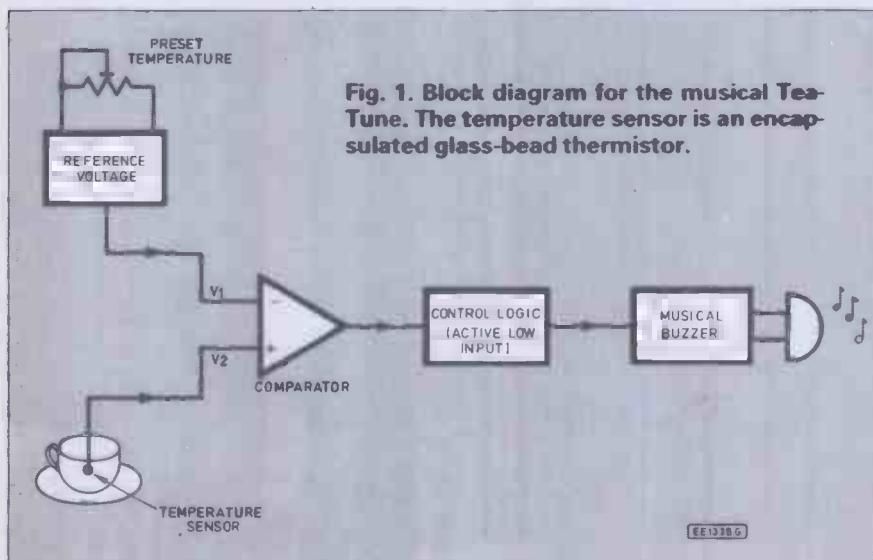 PRESET
TEMPERATURE
Fig. 1. Block diagram for the musical Tea-
Tune. The temperature sensor is an encap-
sulated glass-bead thermistor.
REFERENCE
VOLTAGE
V1
−
CONTROL LOGIC
[ACTIVE LOW
INPUT]
MUSICAL
BUZZER
V2
+
COMPARATOR
TEMPERATURE
SENSOR
EE1339G